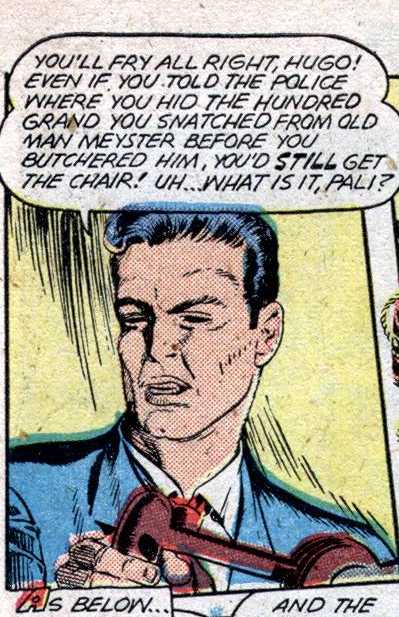 YOU'LL FRY ALL RIGHT, HUGO!
EVEN IF YOU TOLD THE POLICE
WHERE YOU HID THE HUNDRED
GRAND YOU SNATCHED FROM OLD
MAN MEYSTER BEFORE YOU
BUTCHERED HIM, YOU'D STILL GET
THE CHAIR! UH...WHAT IS IT, PAL?
S BELOW...
AND THE